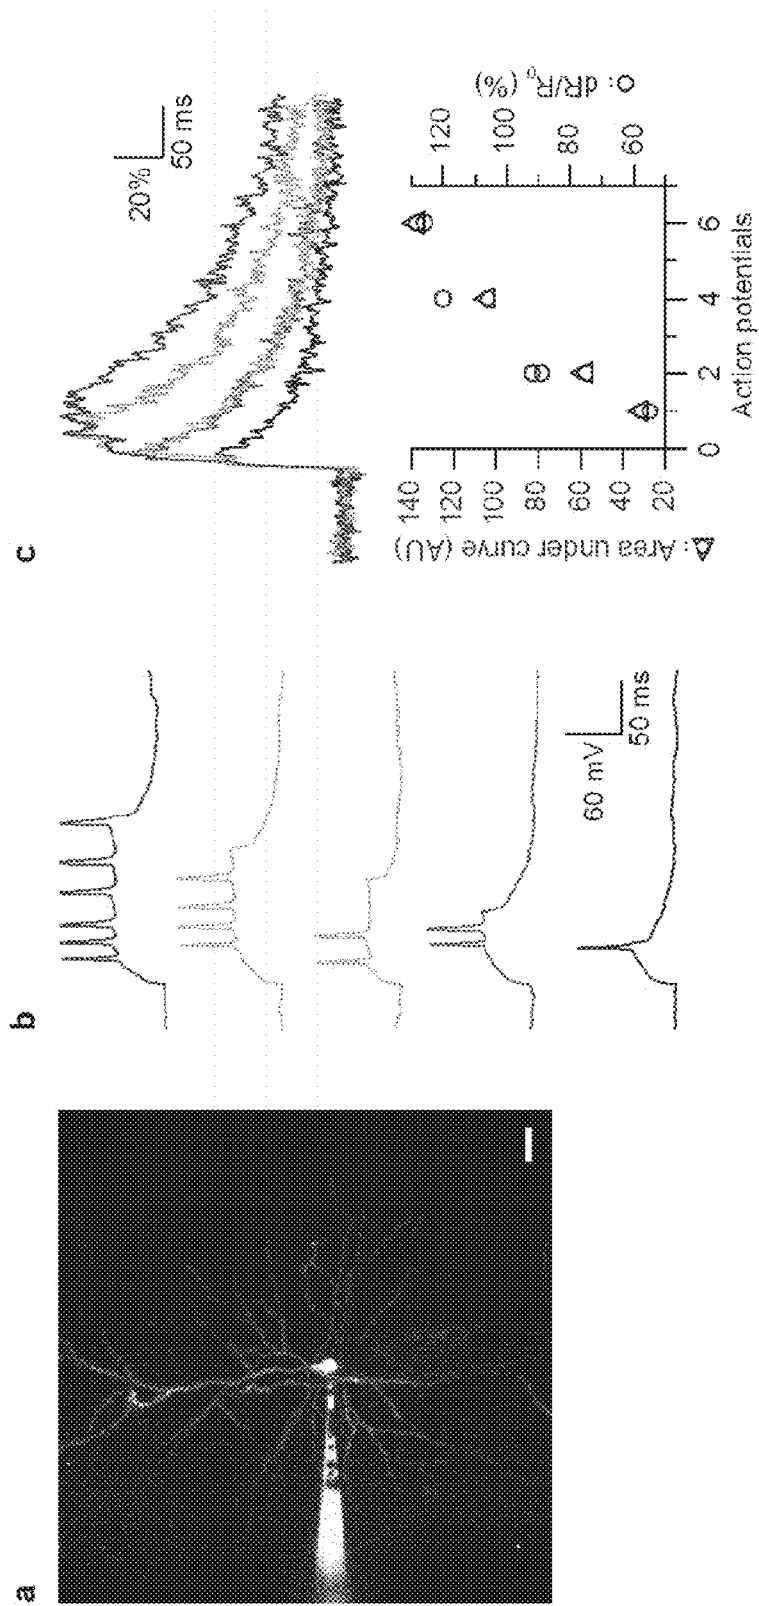 a
b
60 mV
50 ms
c
20%
50 ms
△: Area under curve (AU)
140
120
100
80
60
40
20
0
2
4
6
Action potentials
120
100
80
60
○: dR/R₀ (%)